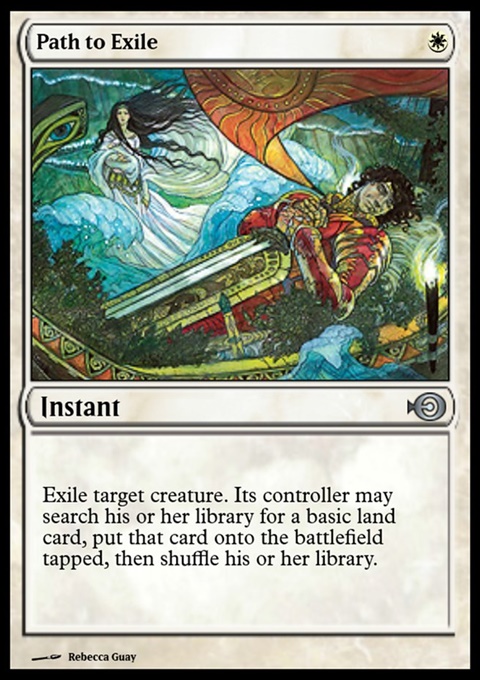 Path to Exile
Instant
Exile target creature. Its controller may
search his or her library for a basic land
card, put that card onto the battlefield
tapped, then shuffle his or her library.
Rebecca Guay